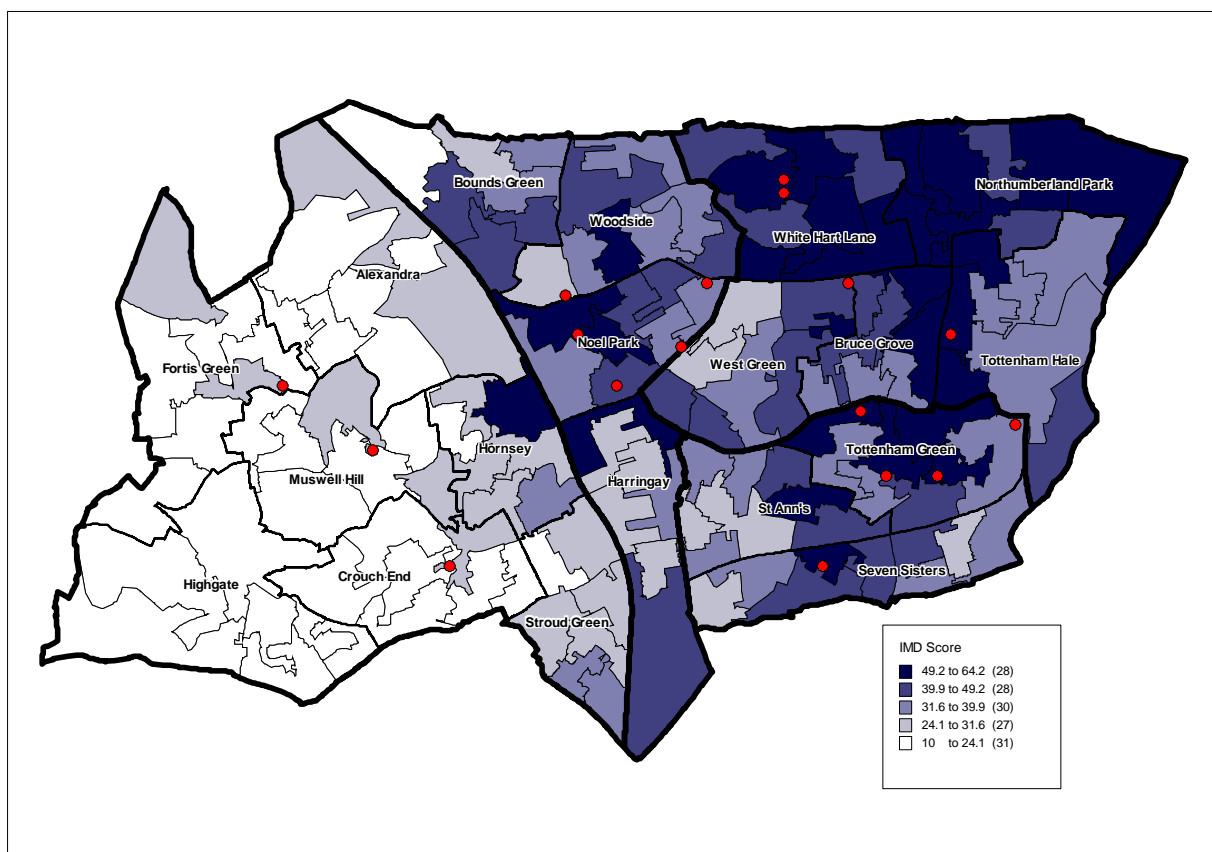 Bounds Green
Northumberland Park
Woodside
White Hart Lane
Alexandra
Noel Park
Bruce Grove
Tottenham Hale
West Green
Fortis Green
Hornsey
Tottenham Green
Muswell Hill
Harringay
St Ann's
Highgate
Crouch End
Seven Sisters
Stroud Green
IMD Score
49.2 to 64.2 (28)
39.9 to 49.2 (28)
31.6 to 39.9 (30)
24.1 to 31.6 (27)
10 to 24.1 (31)